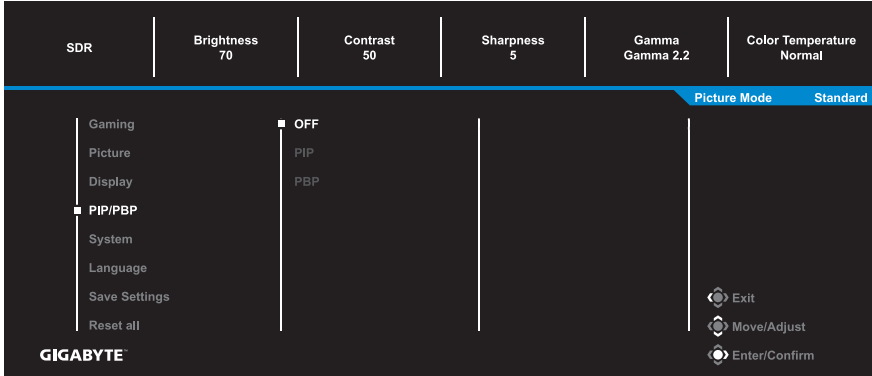 SDR Brightness Contrast Sharpness Gamma Color Temperature
70 50 5 Gamma 2.2 Normal
Picture Mode Standard
Gaming OFF
Picture PIP
Display PBP
PIP/PBP
System
Language
Save Settings Exit
Reset all Move/Adjust
GIGABYTE™ Enter/Confirm